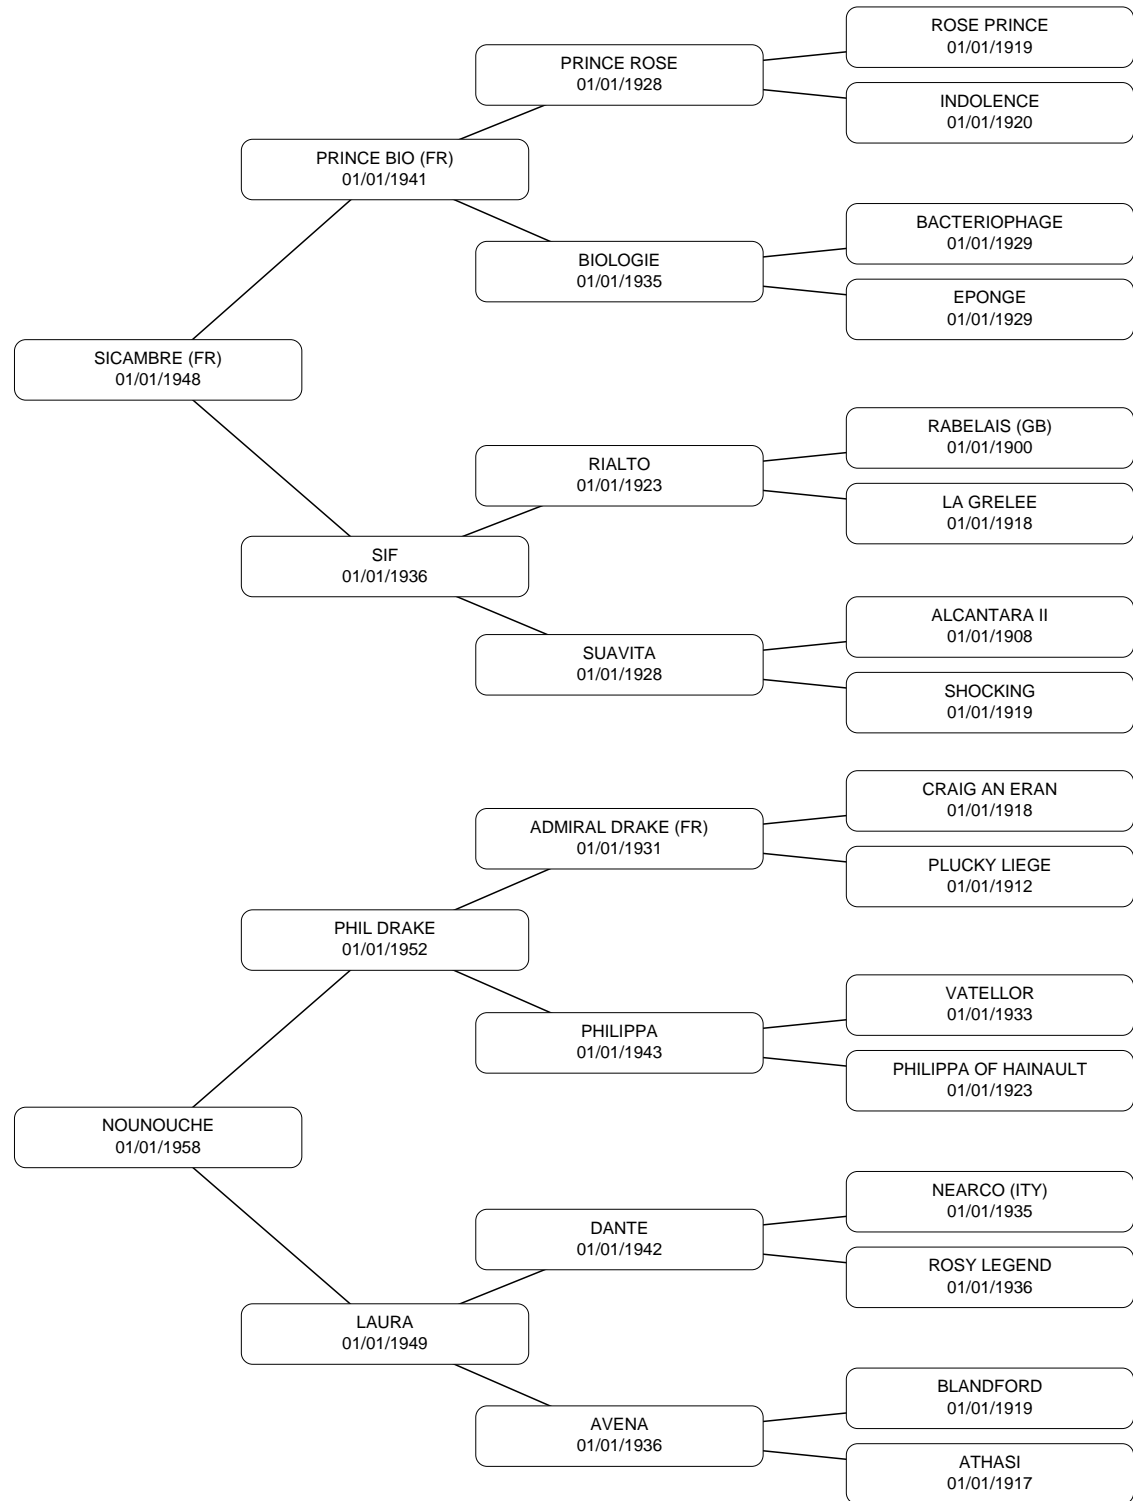 ROSE PRINCE
01/01/1919
PRINCE ROSE
01/01/1928
INDOLENCE
01/01/1920
PRINCE BIO (FR)
01/01/1941
BACTERIOPHAGE
01/01/1929
BIOLOGIE
01/01/1935
EPONGE
01/01/1929
SICAMBRE (FR)
01/01/1948
RABELAIS (GB)
01/01/1900
RIALTO
01/01/1923
LA GRELEE
01/01/1918
SIF
01/01/1936
ALCANTARA II
01/01/1908
SUAVITA
01/01/1928
SHOCKING
01/01/1919
CRAIG AN ERAN
01/01/1918
ADMIRAL DRAKE (FR)
01/01/1931
PLUCKY LIEGE
01/01/1912
PHIL DRAKE
01/01/1952
VATELLOR
01/01/1933
PHILIPPA
01/01/1943
PHILIPPA OF HAINAULT
01/01/1923
NOUNOUCHE
01/01/1958
NEARCO (ITY)
01/01/1935
DANTE
01/01/1942
ROSY LEGEND
01/01/1936
LAURA
01/01/1949
BLANDFORD
01/01/1919
AVENA
01/01/1936
ATHASI
01/01/1917